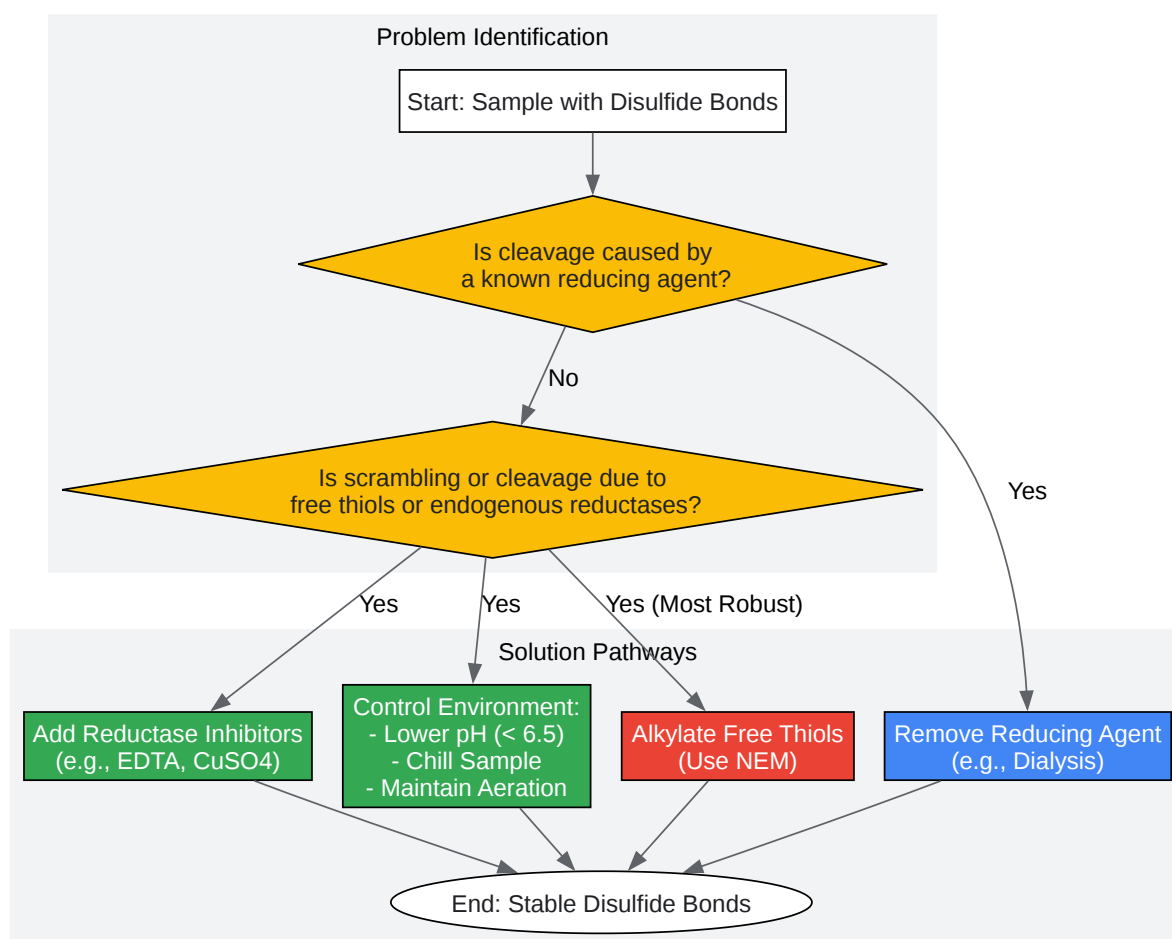 Problem Identification
Start: Sample with Disulfide Bonds
Is cleavage caused by
a known reducing agent?
No
Is scrambling or cleavage due to
free thiols or endogenous reductases?
Yes
Yes
Yes
Yes (Most Robust)
Solution Pathways
Add Reductase Inhibitors
(e.g., EDTA, CuSO4)
Control Environment:
- Lower pH (< 6.5)
- Chill Sample
- Maintain Aeration
Alkylate Free Thiols
(Use NEM)
Remove Reducing Agent
(e.g., Dialysis)
End: Stable Disulfide Bonds